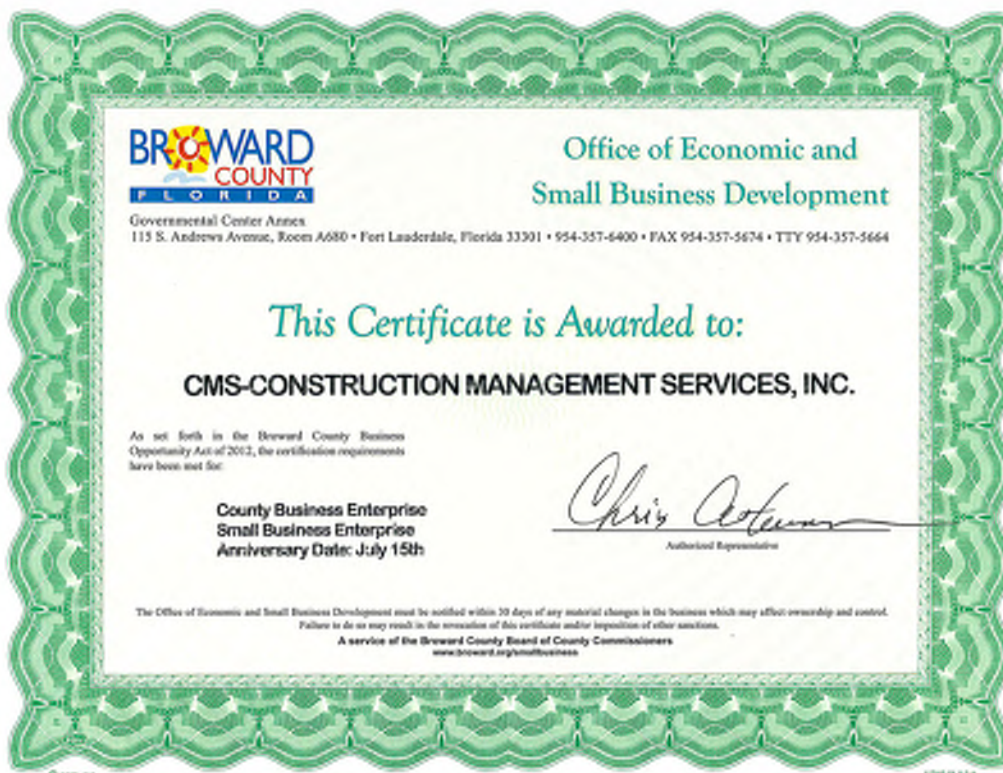 BROWARD
COUNTY
FLORIDA
Office of Economic and
Small Business Development
Governmental Center Annex
115 S. Andrews Avenue, Room A680 • Fort Lauderdale, Florida 33301 • 954-357-6400 • FAX 954-357-5674 • TTY 954-357-5664
This Certificate is Awarded to:
CMS-CONSTRUCTION MANAGEMENT SERVICES, INC.
As set forth in the Broward County Business
Opportunity Act of 2012, the certification requirements
have been met for:
County Business Enterprise
Small Business Enterprise
Anniversary Date: July 15th
Chris
Authorized Representative
The Office of Economic and Small Business Development must be notified within 30 days of any material changes in the business which may affect ownership and control.
Failure to do so may result in the revocation of this certificate and/or imposition of other sanctions.
A service of the Broward County Board of County Commissioners
www.broward.org/smallbusiness